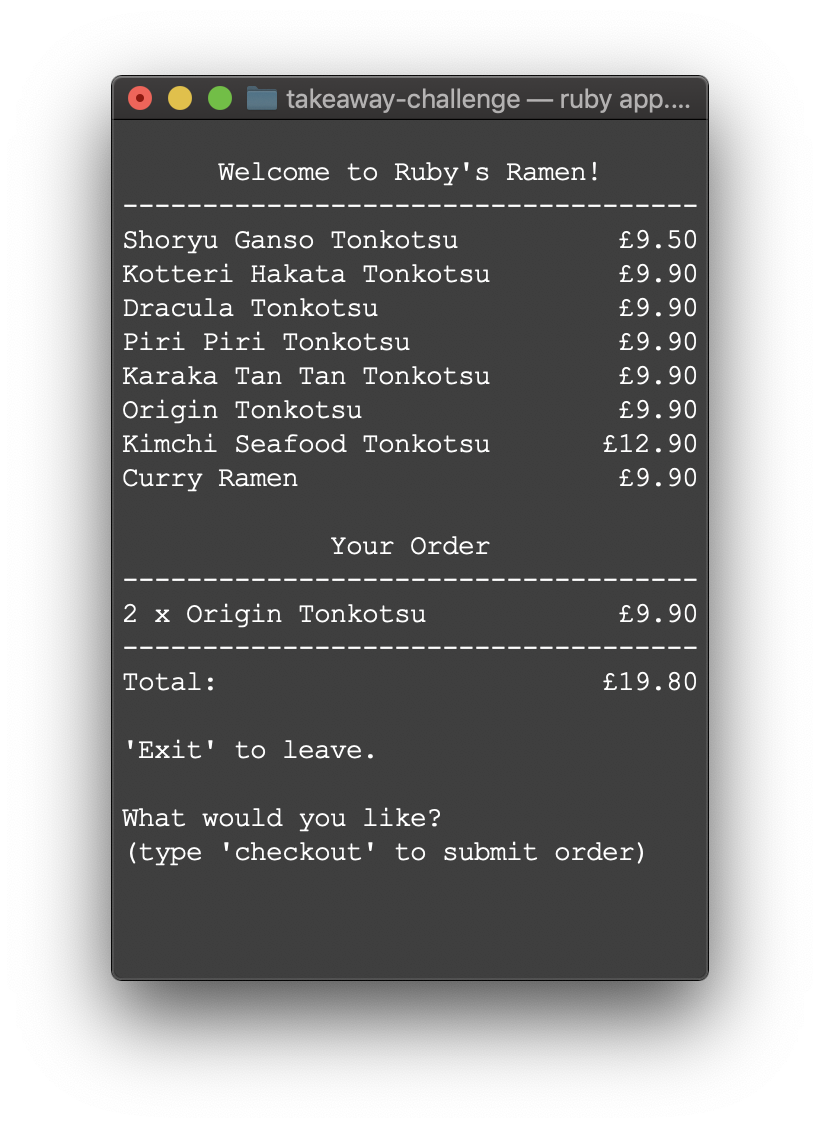 takeaway-challenge — ruby app....
Welcome to Ruby's Ramen!
------------------------------------
Shoryu Ganso Tonkotsu £9.50
Kotteri Hakata Tonkotsu £9.90
Dracula Tonkotsu £9.90
Piri Piri Tonkotsu £9.90
Karaka Tan Tan Tonkotsu £9.90
Origin Tonkotsu £9.90
Kimchi Seafood Tonkotsu £12.90
Curry Ramen £9.90
Your Order
------------------------------------
2 x Origin Tonkotsu £9.90
------------------------------------
Total: £19.80
'Exit' to leave.
What would you like?
(type 'checkout' to submit order)